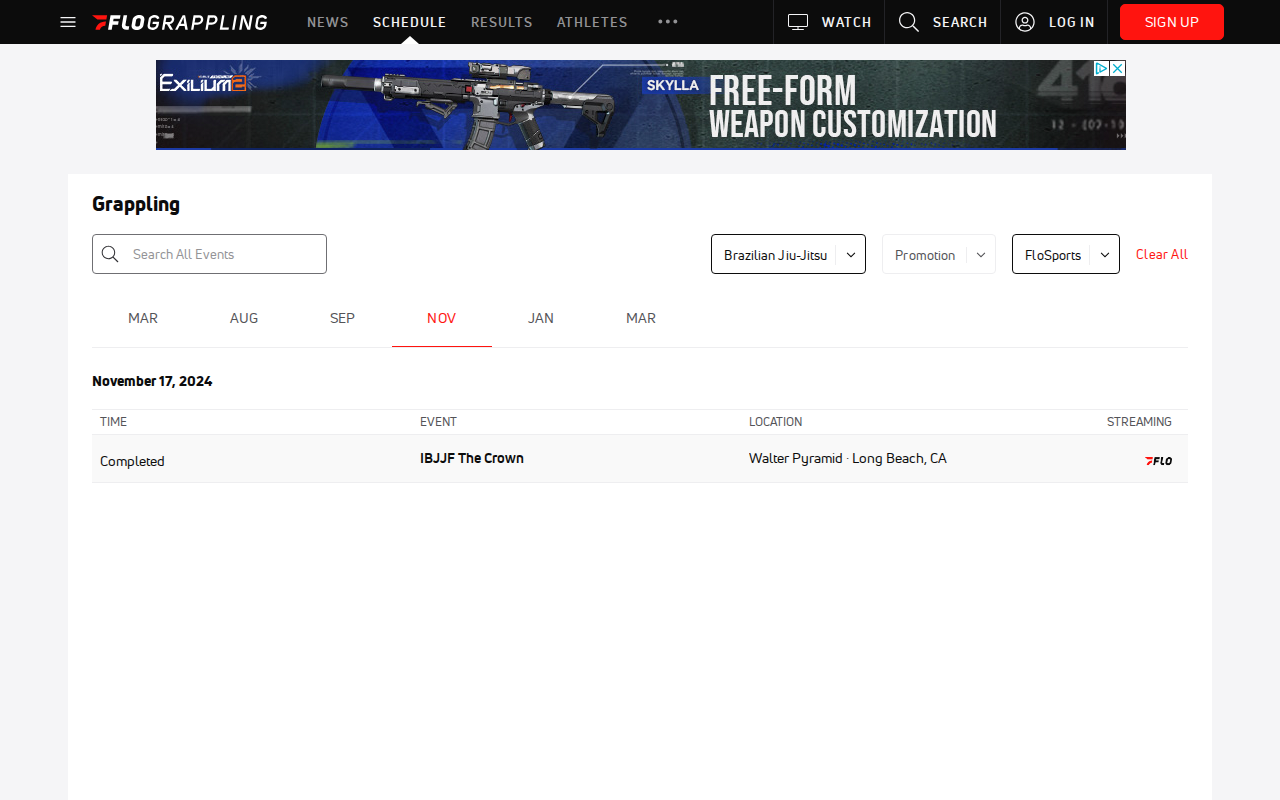 FLOGRAPPLING
NEWS
SCHEDULE
RESULTS
ATHLETES
WATCH
SEARCH
LOG IN
SIGN UP
EXILIUM2
SKYLLA
FREE-FORM
WEAPON CUSTOMIZATION
Grappling
Search All Events
Brazilian Jiu-Jitsu
Promotion
FloSports
Clear All
MAR
AUG
SEP
NOV
JAN
MAR
November 17, 2024
TIME
EVENT
LOCATION
STREAMING
Completed
IBJJF The Crown
Walter Pyramid · Long Beach, CA
FLO